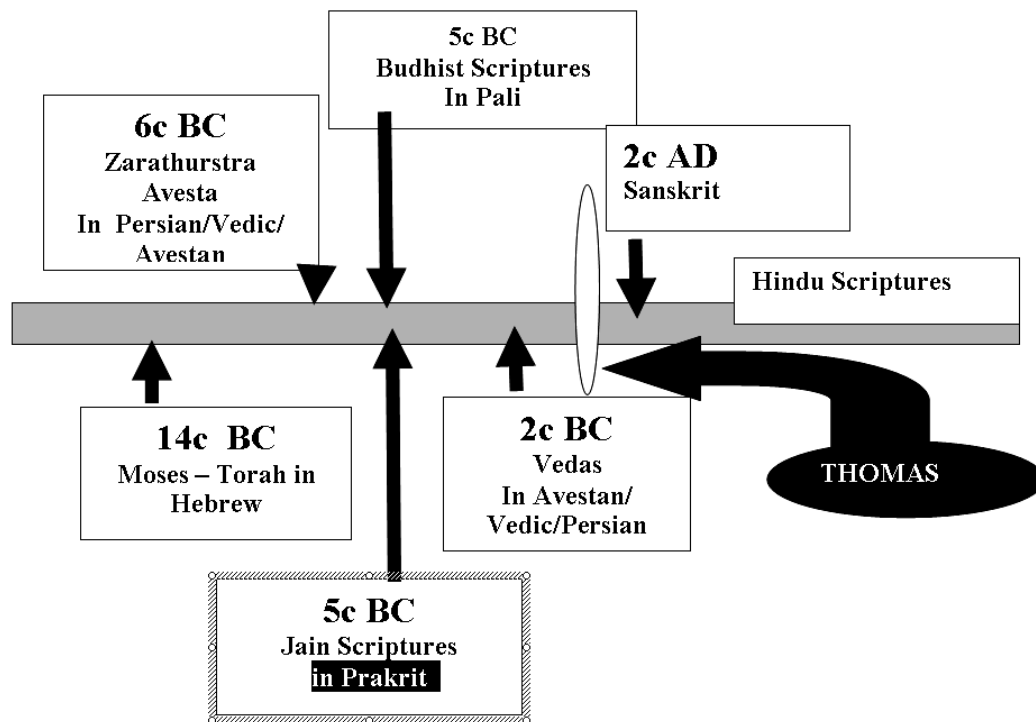 5c BC
Budhist Scriptures
In Pali
6c BC
Zarathurstra
Avesta
In Persian/Vedic/
Avestan
2c AD
Sanskrit
Hindu Scriptures
14c BC
Moses – Torah in
Hebrew
2c BC
Vedas
In Avestan/
Vedic/Persian
THOMAS
5c BC
Jain Scriptures
in Prakrit